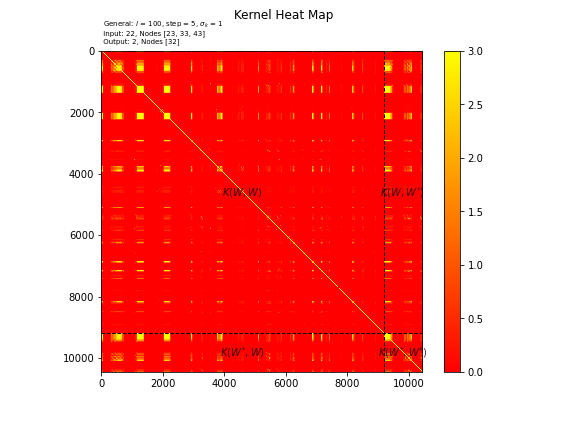 Kernel Heat Map
General: l = 100, step = 5, σₖ = 1
Input: 22, Nodes [23, 33, 43]
Output: 2, Nodes [32]
0
2000
4000
6000
8000
10000
0
2000
4000
6000
8000
10000
K(W, W)
K(W, W*)
K(W*, W)
K(W*, W*)
3.0
2.5
2.0
1.5
1.0
0.5
0.0